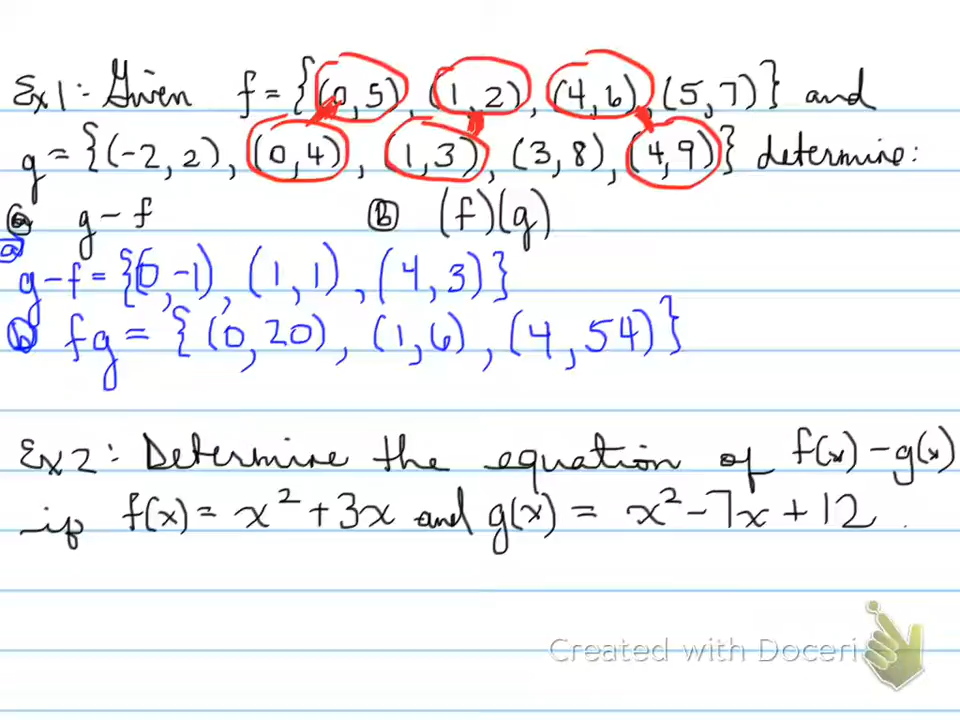 Ex1: Given f = {(0,5), (1,2), (4,6), (5,7)} and
g = {(-2,2), (0,4), (1,3), (3,8), (4,9)} determine:
ⓐ g - f ⓑ (f)(g)
ⓐ
g-f = {(0,-1), (1,1), (4,3)}
ⓑ fg = {(0,20), (1,6), (4,54)}
Ex2: Determine the equation of f(x) - g(x)
if f(x) = x² + 3x and g(x) = x² - 7x + 12.
Created with Doceri